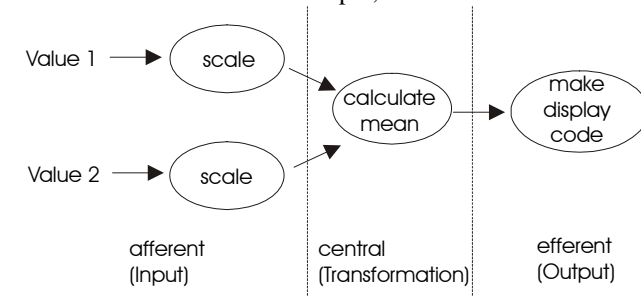 Value 1
scale
calculate
mean
make
display
code
Value 2
scale
afferent
(Input)
central
(Transformation)
efferent
(Output)